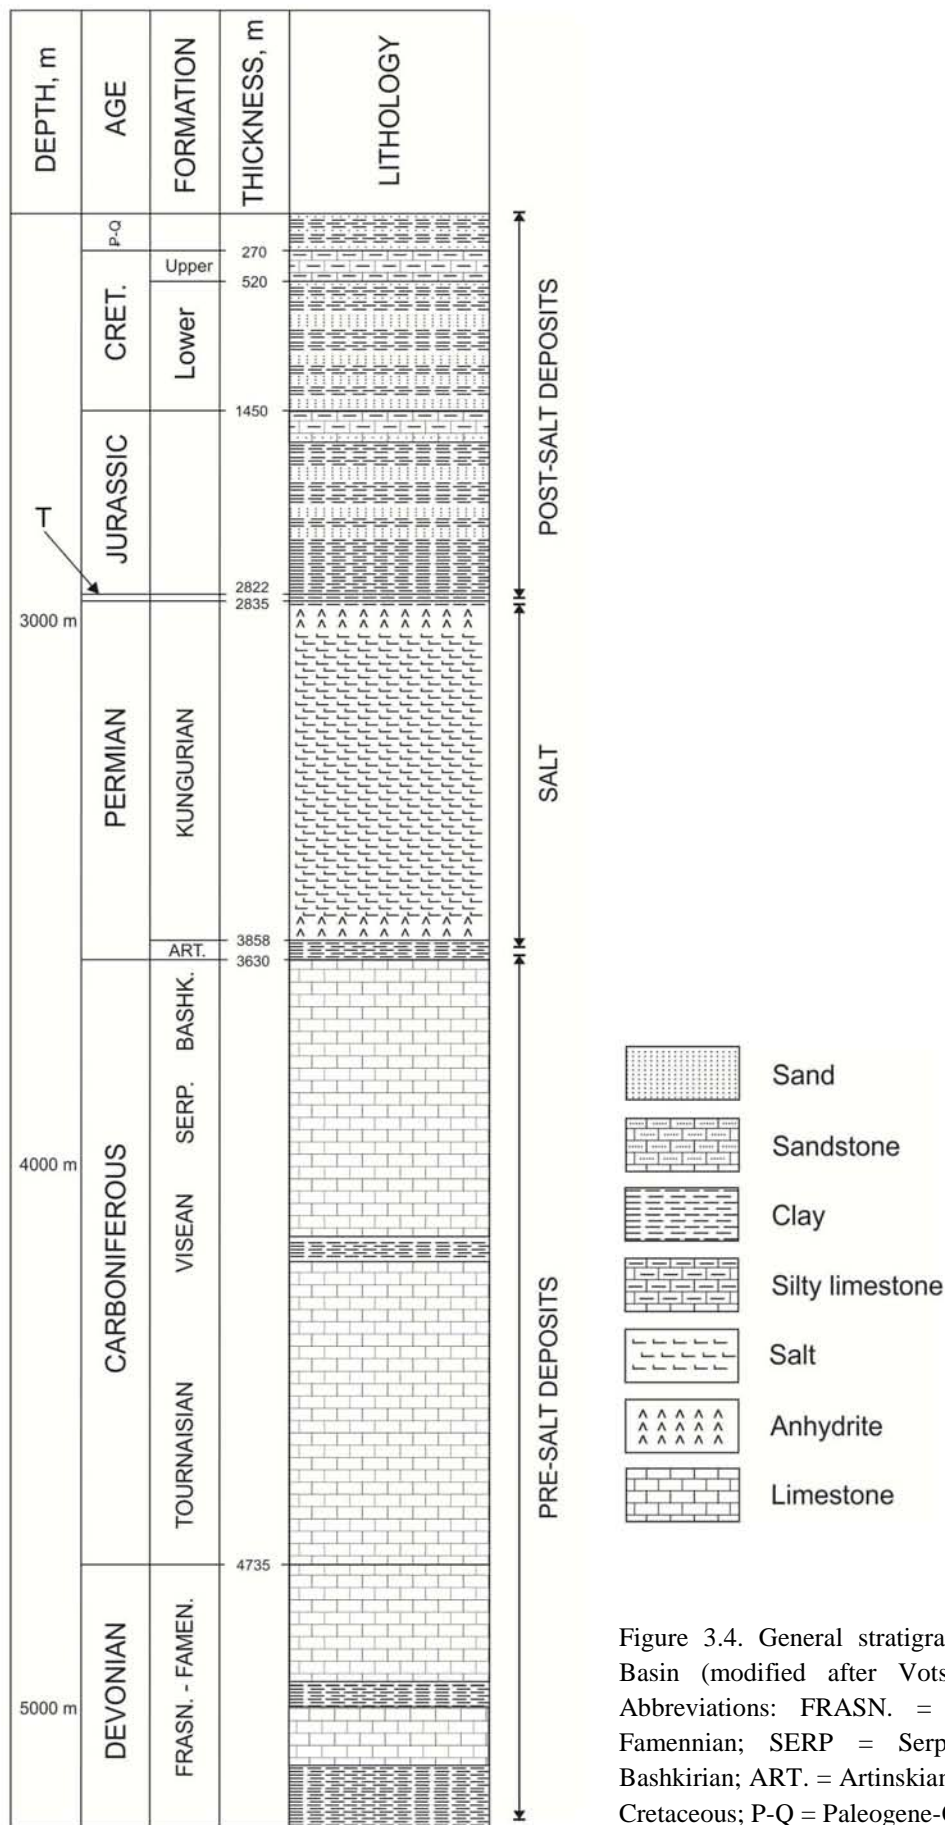 DEPTH, m
AGE
FORMATION
THICKNESS, m
LITHOLOGY
P-Q
270
Upper
520
CRET.
Lower
1450
JURASSIC
T
2822
2835
POST-SALT DEPOSITS
3000 m
PERMIAN
KUNGURIAN
SALT
3858
ART.
3630
BASHK.
SERP.
4000 m
CARBONIFEROUS
VISEAN
TOURNAISIAN
PRE-SALT DEPOSITS
4735
DEVONIAN
FRASN. - FAMEN.
5000 m
Sand
Sandstone
Clay
Silty limestone
Salt
Anhydrite
Limestone
Figure 3.4. General stratigra
Basin (modified after Vots
Abbreviations: FRASN. =
Famennian; SERP = Serp
Bashkirian; ART. = Artinskian
Cretaceous; P-Q = Paleogene-